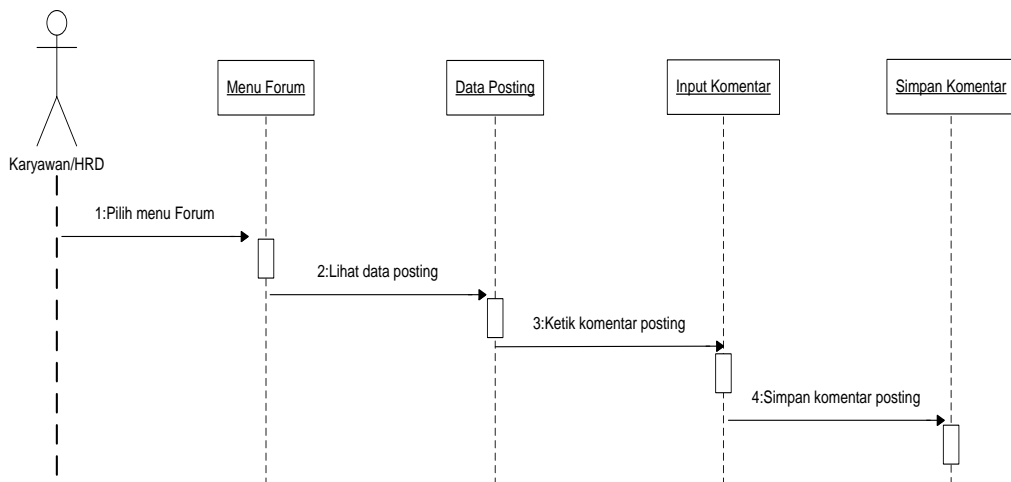 Menu Forum
Data Posting
Input Komentar
Simpan Komentar
Karyawan/HRD
1:Pilih menu Forum
2:Lihat data posting
3:Ketik komentar posting
4:Simpan komentar posting